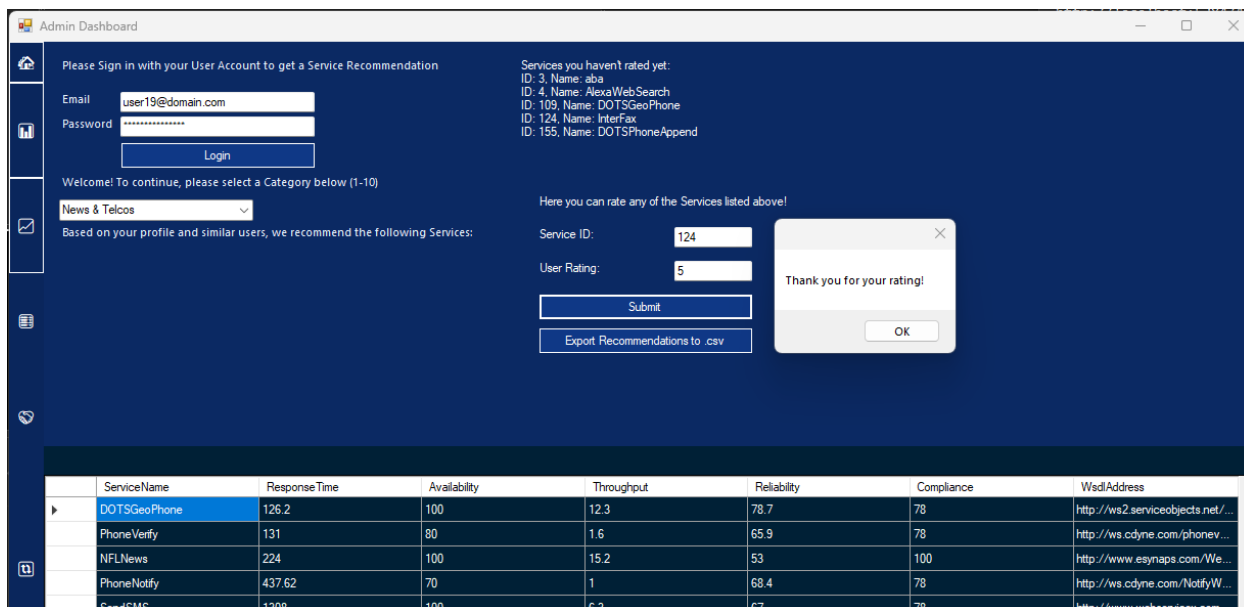 Admin Dashboard
Please Sign in with your User Account to get a Service Recommendation
Email
user19@domain.com
Password
***************
Login
Welcome! To continue, please select a Category below (1-10)
News & Telcos
Based on your profile and similar users, we recommend the following Services:
Services you haven't rated yet:
ID: 3, Name: aba
ID: 4, Name: AlexaWebSearch
ID: 109, Name: DOTSGeoPhone
ID: 124, Name: InterFax
ID: 155, Name: DOTSPhoneAppend
Here you can rate any of the Services listed above!
Service ID:
124
User Rating:
5
Submit
Export Recommendations to .csv
Thank you for your rating!
OK
ServiceName ResponseTime Availability Throughput Reliability Compliance WsdlAddress
DOTSGeoPhone 126.2 100 12.3 78.7 78 http://ws2.serviceobjects.net/...
PhoneVerify 131 80 1.6 65.9 78 http://ws.cdyne.com/phonev...
NFLNews 224 100 15.2 53 100 http://www.esynaps.com/We...
PhoneNotify 437.62 70 1 68.4 78 http://ws.cdyne.com/NotifyW...
SendSMS 100 6.3 67 78